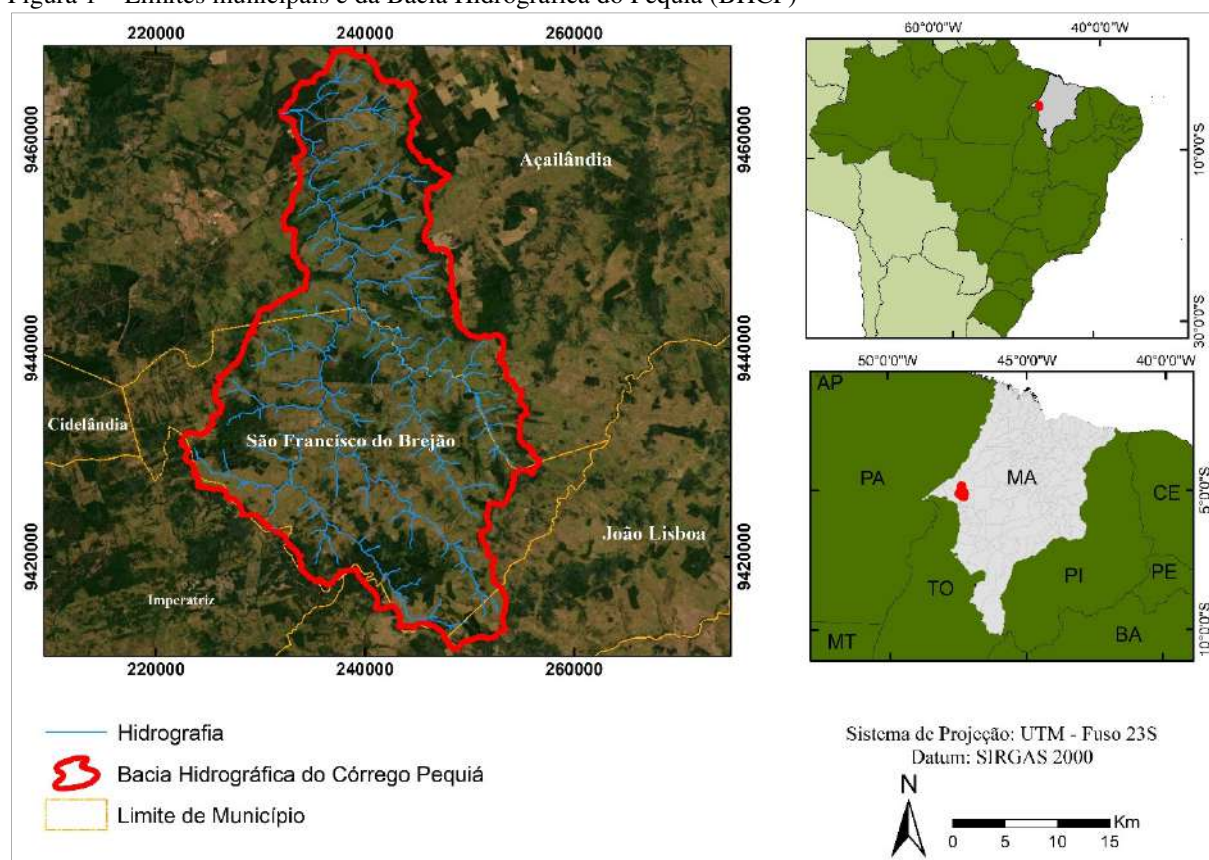 Figura 1 – Limites municipais e da Bacia Hidrográfica do Pequiá (BHCP)
220000 240000 260000
9460000 9460000
Açailândia
9440000 9440000
Cidelândia
São Francisco do Brejão
9420000 9420000
João Lisboa
Imperatriz
220000 240000 260000
60°0'0"W 40°0'0"W
10°0'0"S
30°0'0"S
50°0'0"W 45°0'0"W 40°0'0"W
AP
PA MA CE
5°0'0"S
TO PI PE
MT BA
10°0'0"S
Hidrografia
Bacia Hidrográfica do Córrego Pequiá
Limite de Município
Sistema de Projeção: UTM - Fuso 23S
Datum: SIRGAS 2000
N
0 5 10 15 Km